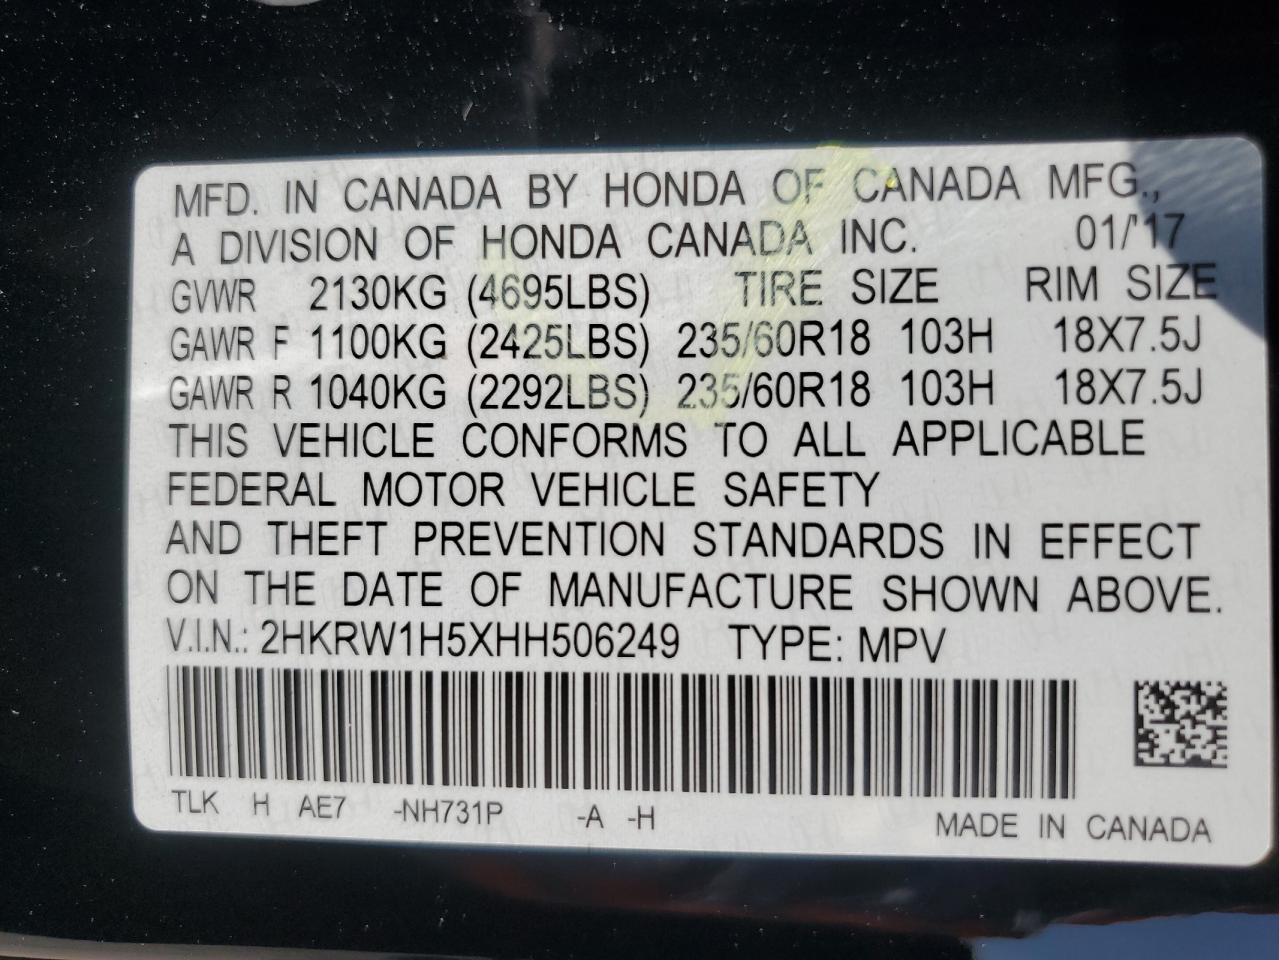 MFD. IN CANADA BY HONDA OF CANADA MFG.,
A DIVISION OF HONDA CANADA INC. 01/'17
GVWR 2130KG (4695LBS) TIRE SIZE RIM SIZE
GAWR F 1100KG (2425LBS) 235/60R18 103H 18X7.5J
GAWR R 1040KG (2292LBS) 235/60R18 103H 18X7.5J
THIS VEHICLE CONFORMS TO ALL APPLICABLE
FEDERAL MOTOR VEHICLE SAFETY
AND THEFT PREVENTION STANDARDS IN EFFECT
ON THE DATE OF MANUFACTURE SHOWN ABOVE.
V.I.N.: 2HKRW1H5XHH506249 TYPE: MPV
TLK H AE7 -NH731P -A -H MADE IN CANADA